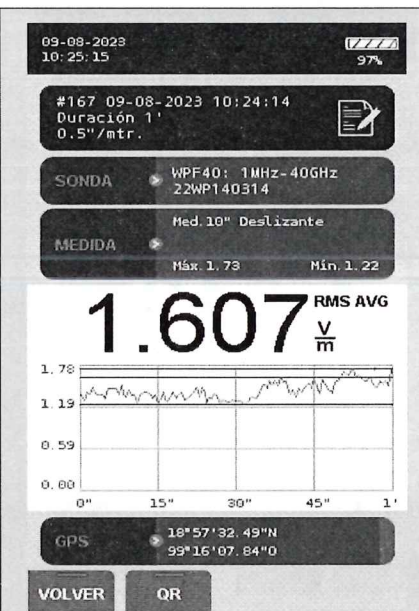 09-08-2023
10:25:15
97%
#167 09-08-2023 10:24:14
Duración 1'
0.5"/mtr.
SONDA
WPF40: 1MHz-40GHz
22WP140314
MEDIDA
Med.10" Deslizante
Máx.1.73 Mín.1.22
1.607 RMS AVG
V/m
1.78
1.19
0.59
0.00
0" 15" 30" 45" 1'
GPS
18°57'32.49"N
99°16'07.84"O
VOLVER QR